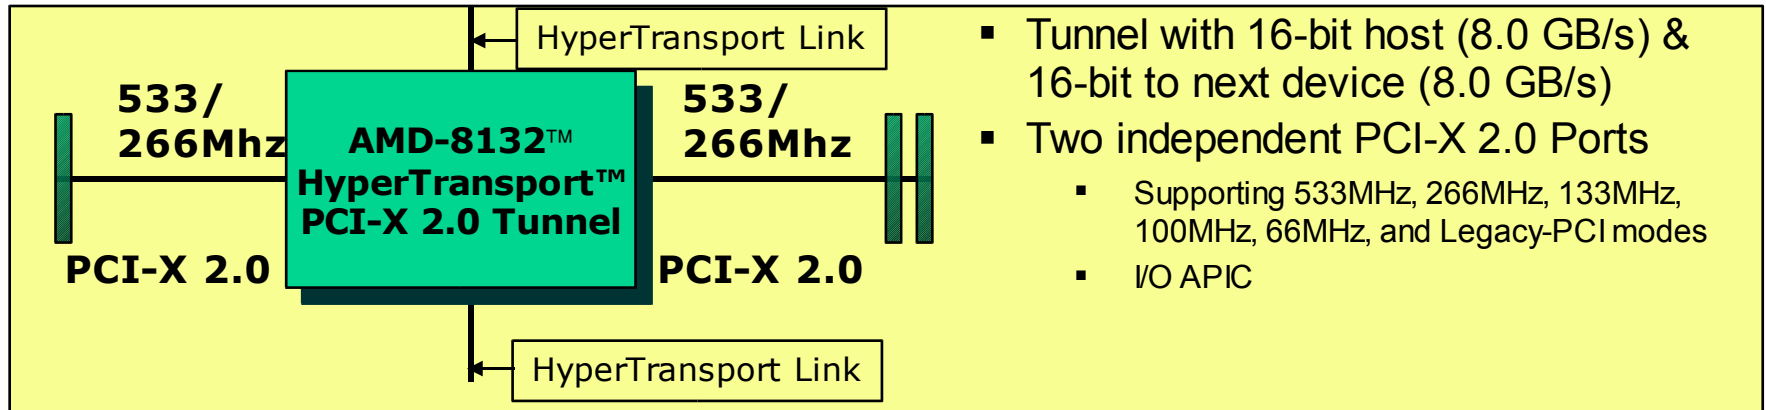 HyperTransport Link
533/
266Mhz
AMD-8132™
HyperTransport™
PCI-X 2.0 Tunnel
533/
266Mhz
PCI-X 2.0
PCI-X 2.0
HyperTransport Link
▪ Tunnel with 16-bit host (8.0 GB/s) &
16-bit to next device (8.0 GB/s)
▪ Two independent PCI-X 2.0 Ports
▪ Supporting 533MHz, 266MHz, 133MHz,
100MHz, 66MHz, and Legacy-PCI modes
▪ I/O APIC